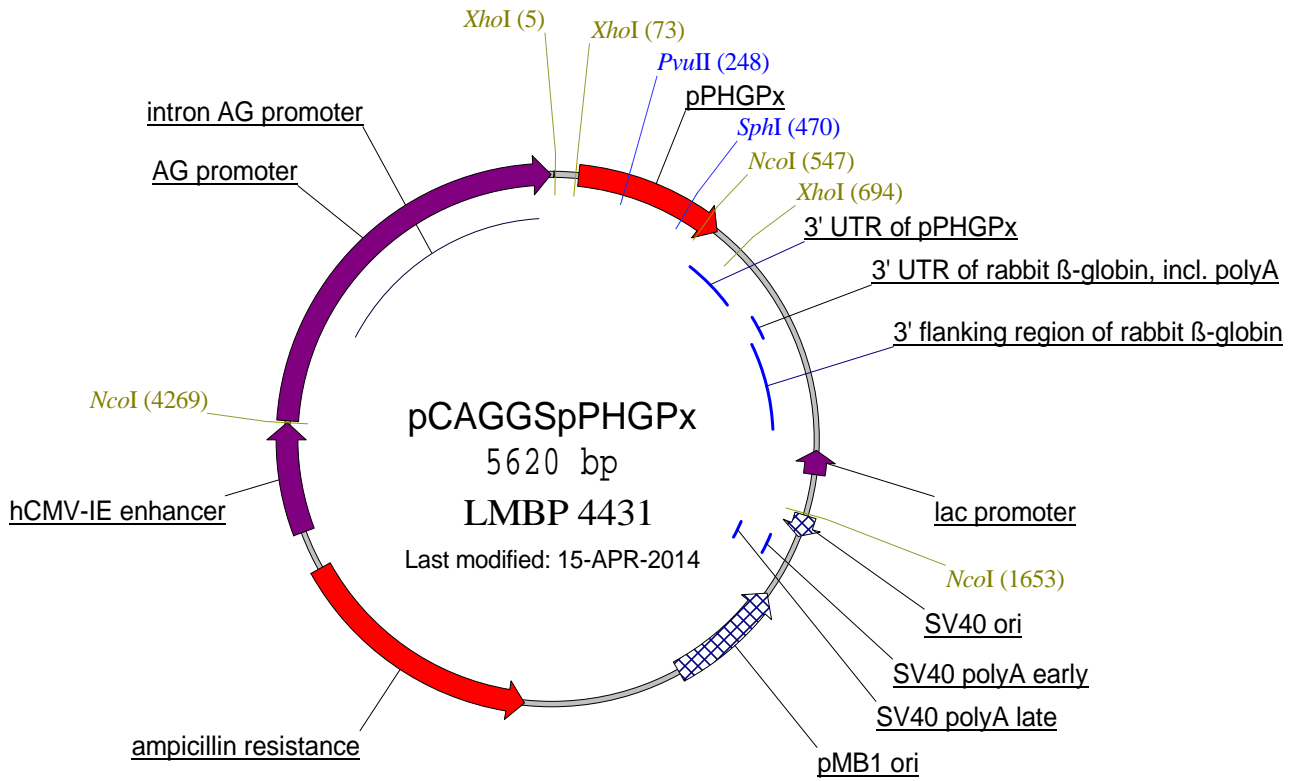 XhoI (5)
XhoI (73)
PvuII (248)
pPHGPx
intron AG promoter
SphI (470)
AG promoter
NcoI (547)
XhoI (694)
3' UTR of pPHGPx
3' UTR of rabbit ß-globin, incl. polyA
3' flanking region of rabbit ß-globin
NcoI (4269)
pCAGGSpPHGPx
5620 bp
LMBP 4431
Last modified: 15-APR-2014
hCMV-IE enhancer
lac promoter
NcoI (1653)
SV40 ori
SV40 polyA early
SV40 polyA late
ampicillin resistance
pMB1 ori